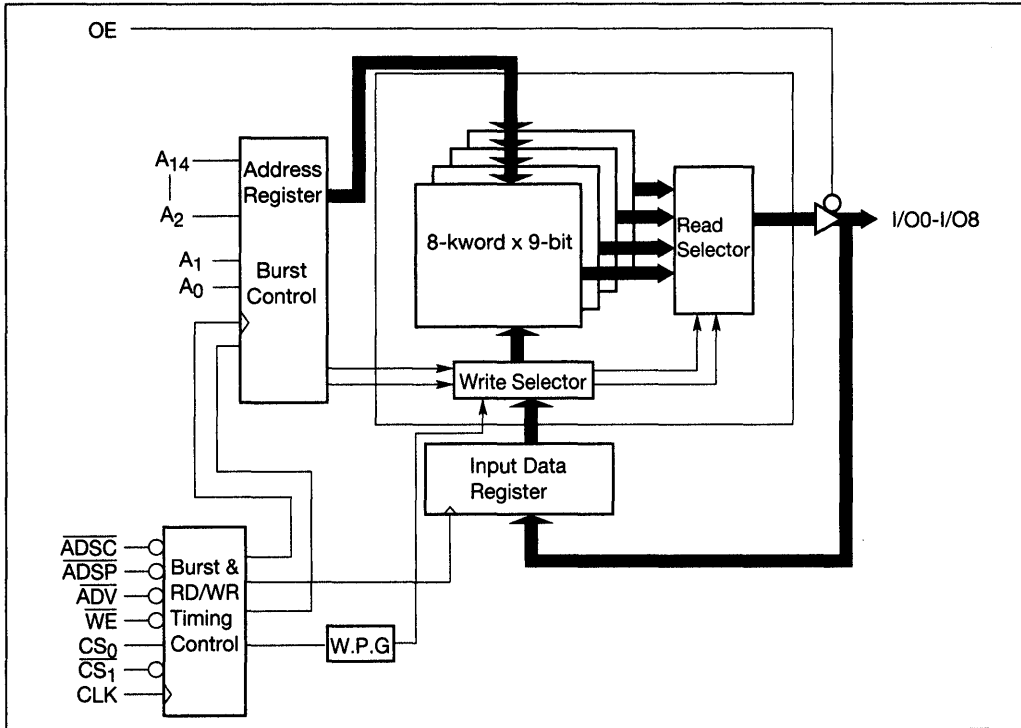 OE
A14
A2
A1
A0
Address
Register
Burst
Control
8-kword x 9-bit
Read
Selector
I/O0-I/O8
Write Selector
Input Data
Register
ADSC
ADSP
ADV
WE
CS0
CS1
CLK
Burst &
RD/WR
Timing
Control
W.P.G